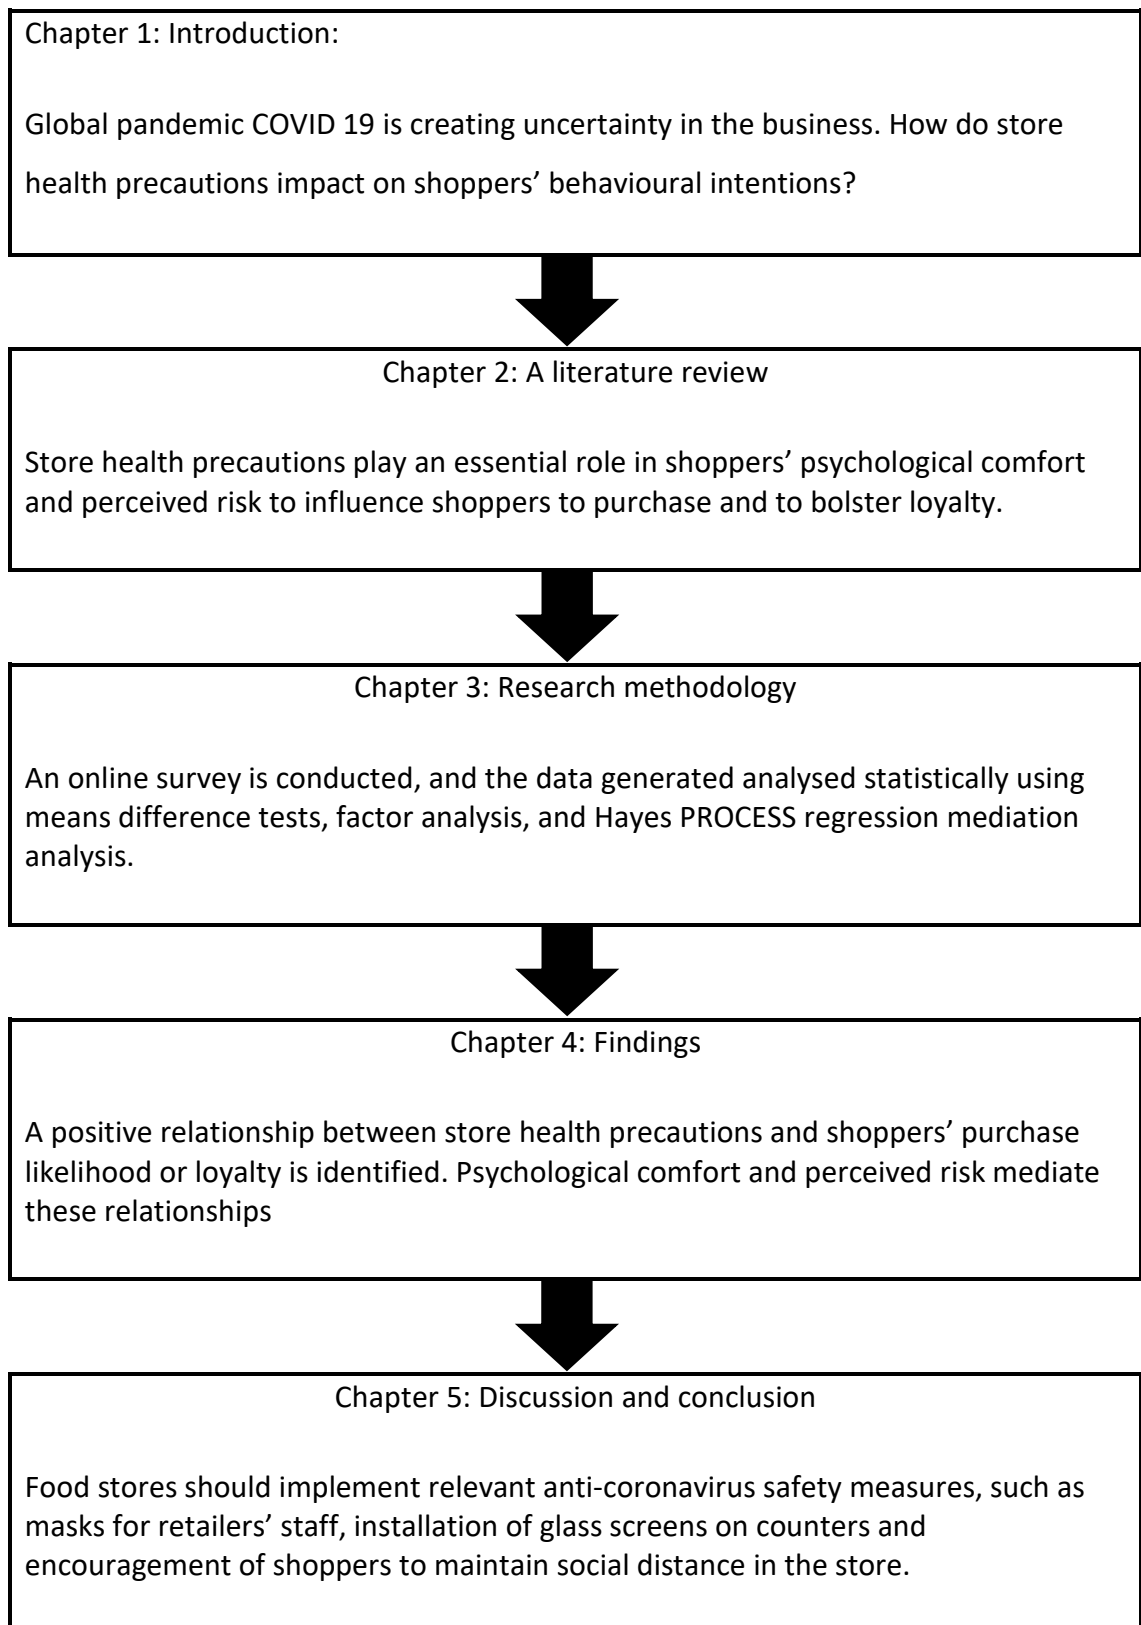 Chapter 1: Introduction:
Global pandemic COVID 19 is creating uncertainty in the business. How do store
health precautions impact on shoppers’ behavioural intentions?
Chapter 2: A literature review
Store health precautions play an essential role in shoppers’ psychological comfort
and perceived risk to influence shoppers to purchase and to bolster loyalty.
Chapter 3: Research methodology
An online survey is conducted, and the data generated analysed statistically using
means difference tests, factor analysis, and Hayes PROCESS regression mediation
analysis.
Chapter 4: Findings
A positive relationship between store health precautions and shoppers’ purchase
likelihood or loyalty is identified. Psychological comfort and perceived risk mediate
these relationships
Chapter 5: Discussion and conclusion
Food stores should implement relevant anti-coronavirus safety measures, such as
masks for retailers’ staff, installation of glass screens on counters and
encouragement of shoppers to maintain social distance in the store.